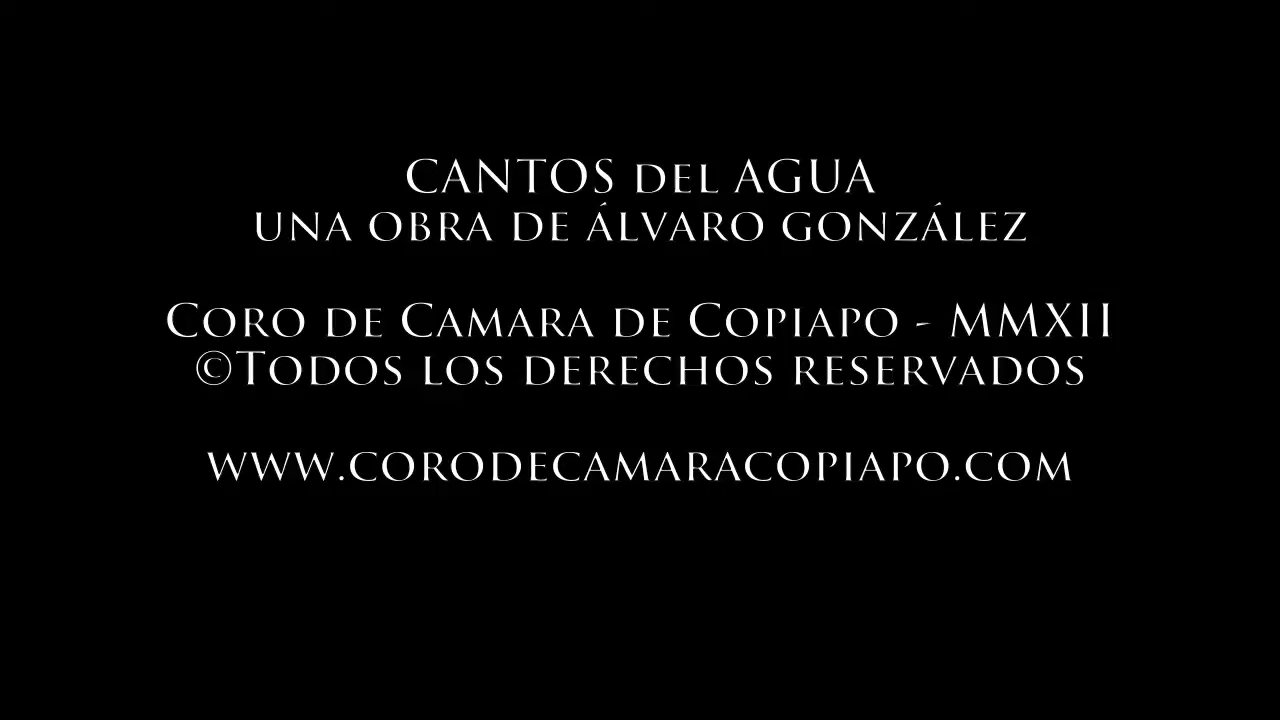 CANTOS DEL AGUA
UNA OBRA DE ÁLVARO GONZÁLEZ
CORO DE CAMARA DE COPIAPO - MMXII
©TODOS LOS DERECHOS RESERVADOS
WWW.CORODECAMARACOPIAPO.COM